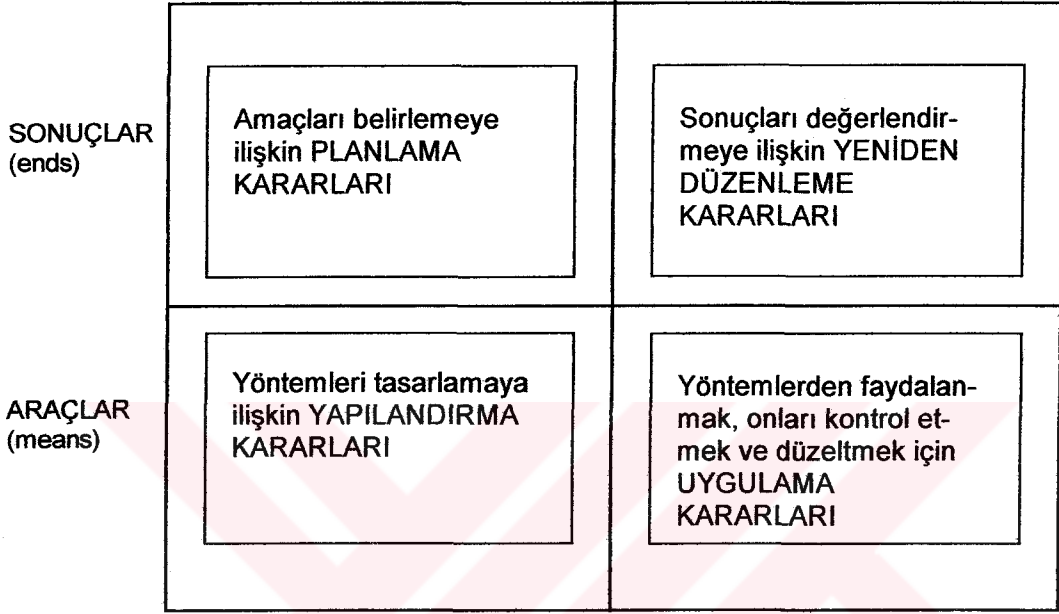 SONUÇLAR
(ends)
Amaçları belirlemeye
ilişkin PLANLAMA
KARARLARI
Sonuçları değerlendir-
meye ilişkin YENİDEN
DÜZENLEME
KARARLARI
ARAÇLAR
(means)
Yöntemleri tasarlamaya
ilişkin YAPILANDIRMA
KARARLARI
Yöntemlerden faydalan-
mak, onları kontrol et-
mek ve düzeltmek için
UYGULAMA
KARARLARI